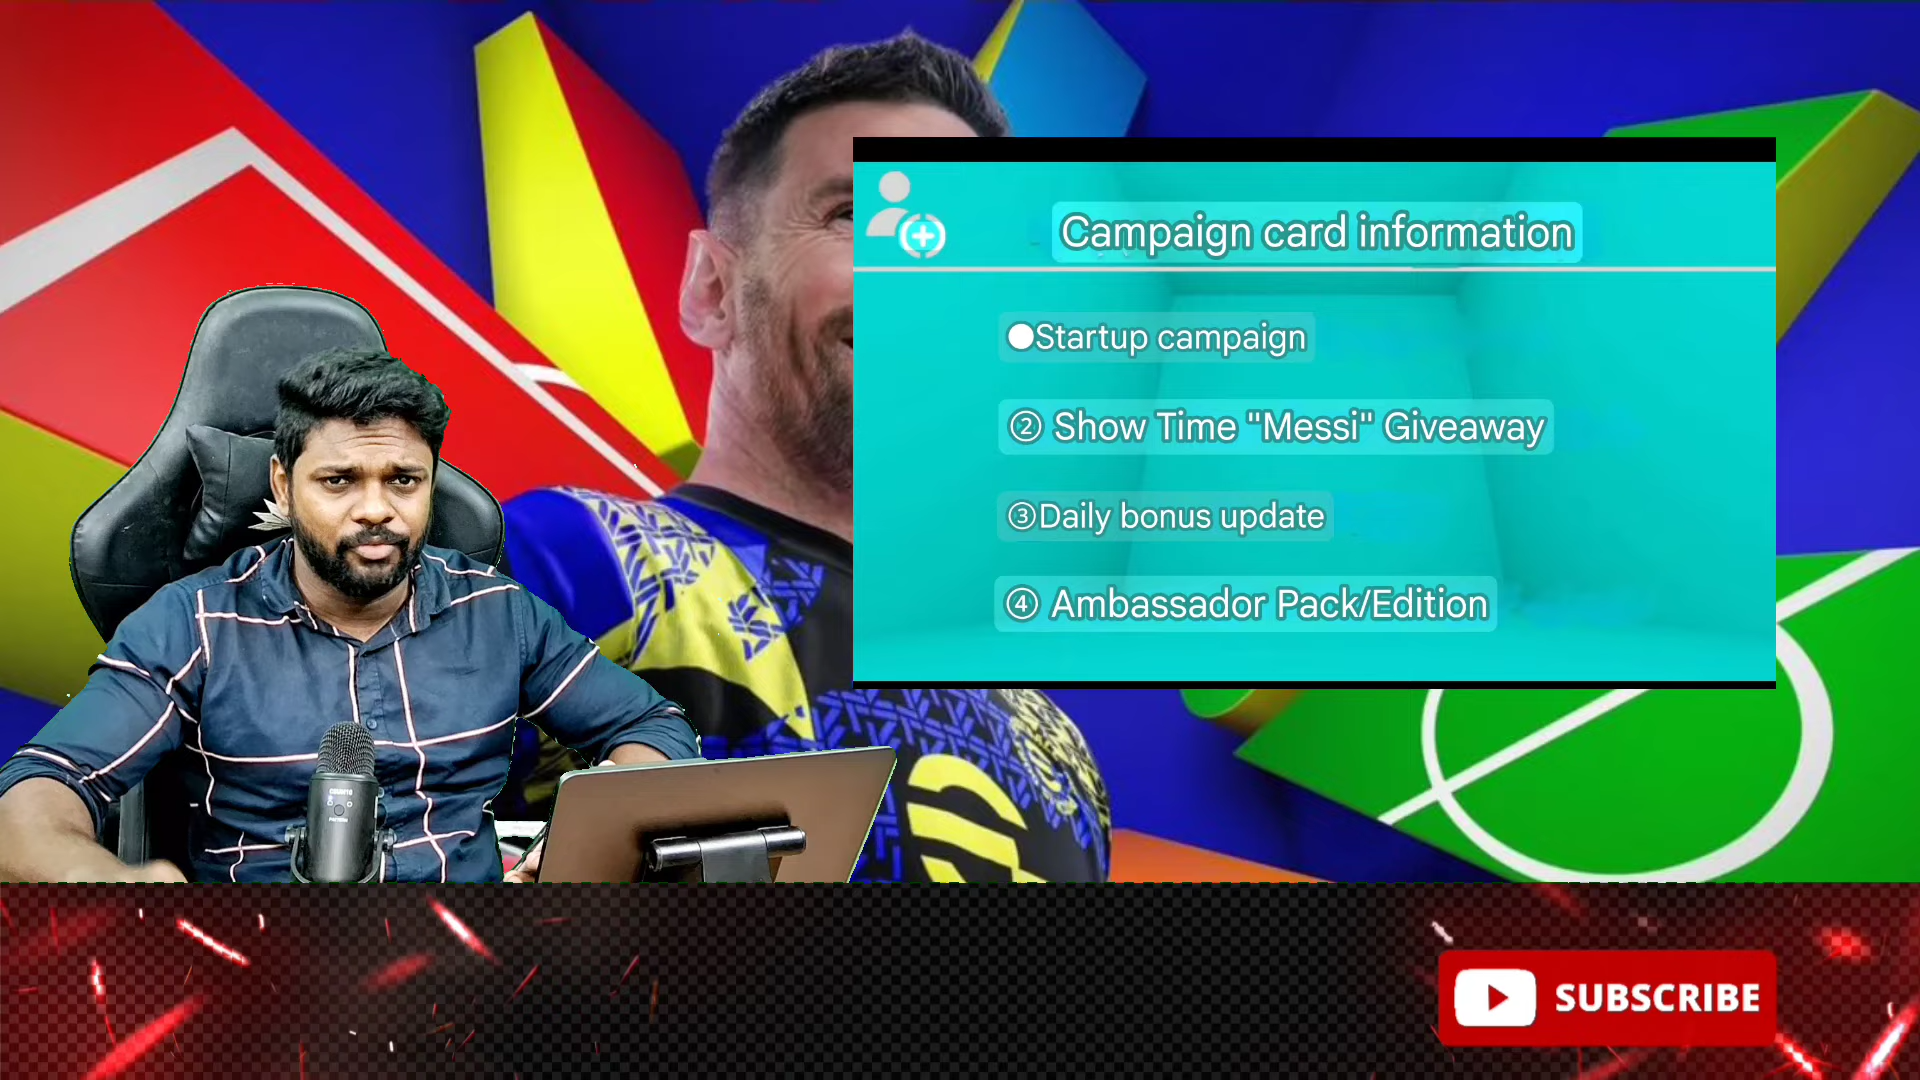 Campaign card information
●Startup campaign
② Show Time "Messi" Giveaway
③Daily bonus update
④ Ambassador Pack/Edition
SUBSCRIBE